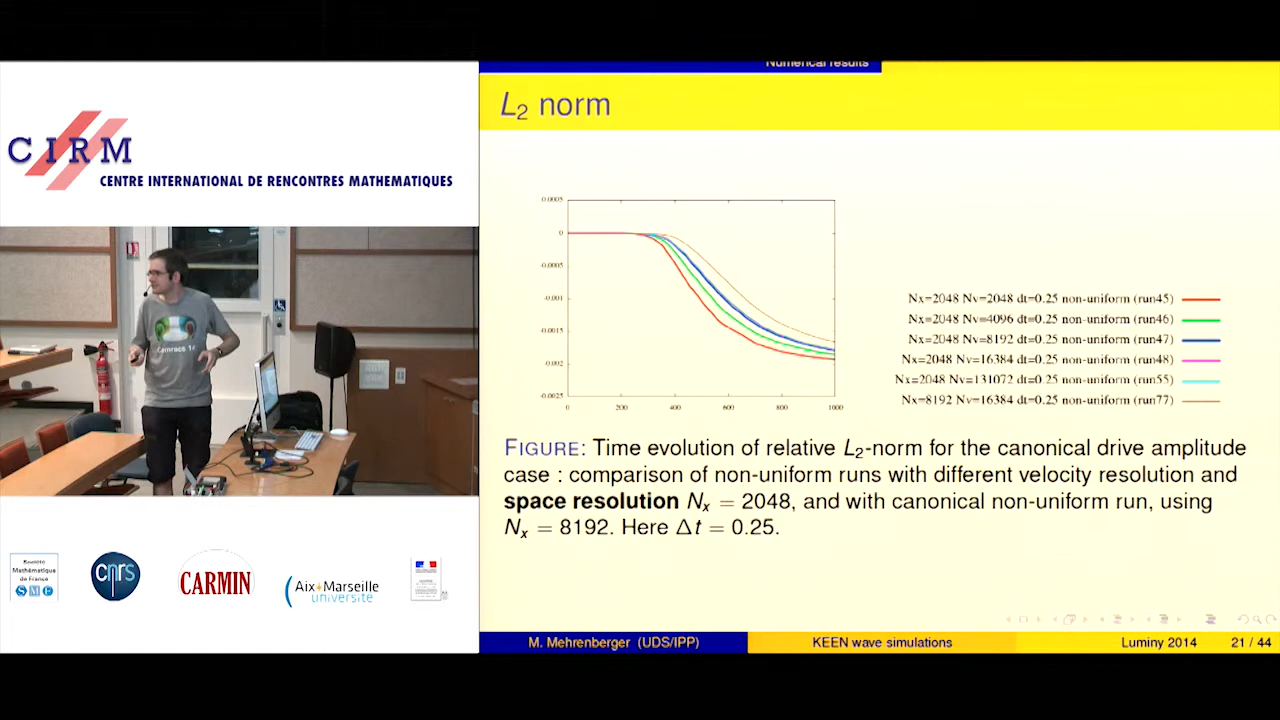 Numerical results
L2 norm
CIRM
CENTRE INTERNATIONAL DE RENCONTRES MATHEMATIQUES
0.0005
0
-0.0005
-0.001
-0.0015
-0.002
-0.0025
0 200 400 600 800 1000
Nx=2048 Nv=2048 dt=0.25 non-uniform (run45)
Nx=2048 Nv=4096 dt=0.25 non-uniform (run46)
Nx=2048 Nv=8192 dt=0.25 non-uniform (run47)
Nx=2048 Nv=16384 dt=0.25 non-uniform (run48)
Nx=2048 Nv=131072 dt=0.25 non-uniform (run55)
Nx=8192 Nv=16384 dt=0.25 non-uniform (run77)
FIGURE: Time evolution of relative L2-norm for the canonical drive amplitude
case : comparison of non-uniform runs with different velocity resolution and
space resolution Nx = 2048, and with canonical non-uniform run, using
Nx = 8192. Here Δt = 0.25.
Société
Mathématique
de France
SMF
cnrs
CARMIN
Aix*Marseille
université
M. Mehrenberger (UDS/IPP) KEEN wave simulations Luminy 2014 21 / 44